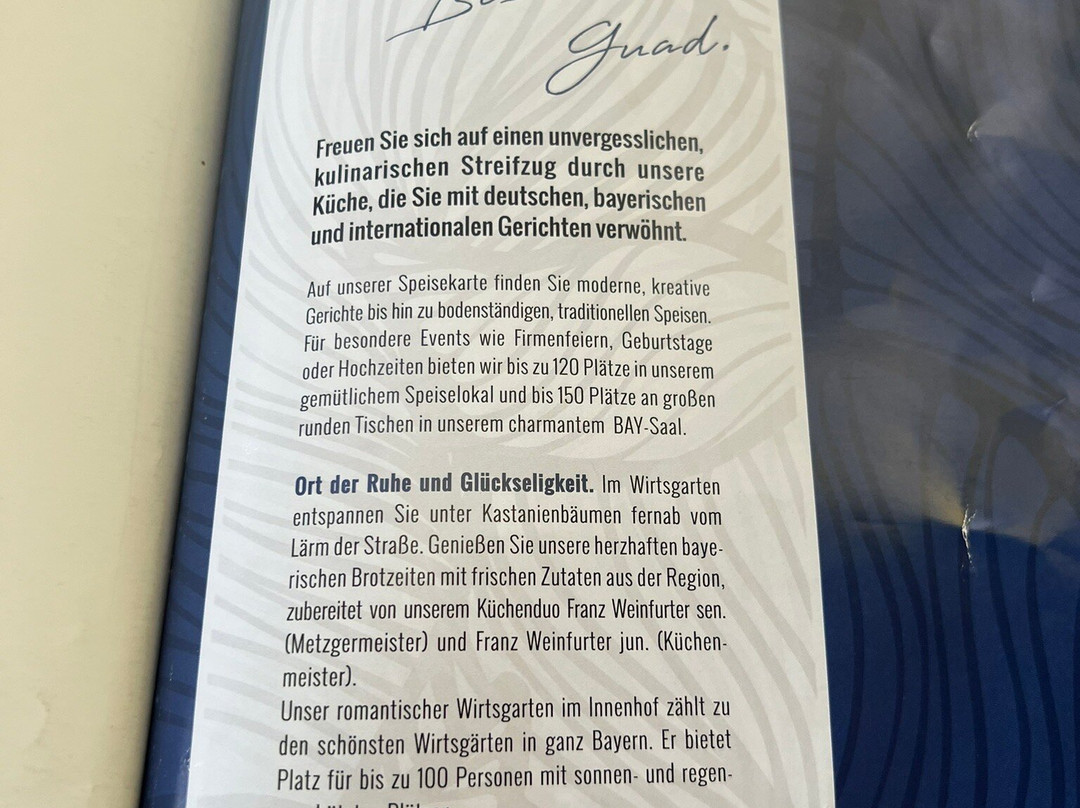 Guad.
Freuen Sie sich auf einen unvergesslichen,
kulinarischen Streifzug durch unsere
Küche, die Sie mit deutschen, bayerischen
und internationalen Gerichten verwöhnt.
Auf unserer Speisekarte finden Sie moderne, kreative
Gerichte bis hin zu bodenständigen, traditionellen Speisen.
Für besondere Events wie Firmenfeiern, Geburtstage
oder Hochzeiten bieten wir bis zu 120 Plätze in unserem
gemütlichem Speiselokal und bis 150 Plätze an großen
runden Tischen in unserem charmantem BAY-Saal.
Ort der Ruhe und Glückseligkeit. Im Wirtsgarten
entspannen Sie unter Kastanienbäumen fernab vom
Lärm der Straße. Genießen Sie unsere herzhaften baye-
rischen Brotzeiten mit frischen Zutaten aus der Region,
zubereitet von unserem Küchenduo Franz Weinfurter sen.
(Metzgermeister) und Franz Weinfurter jun. (Küchen-
meister).
Unser romantischer Wirtsgarten im Innenhof zählt zu
den schönsten Wirtsgärten in ganz Bayern. Er bietet
Platz für bis zu 100 Personen mit sonnen- und regen-